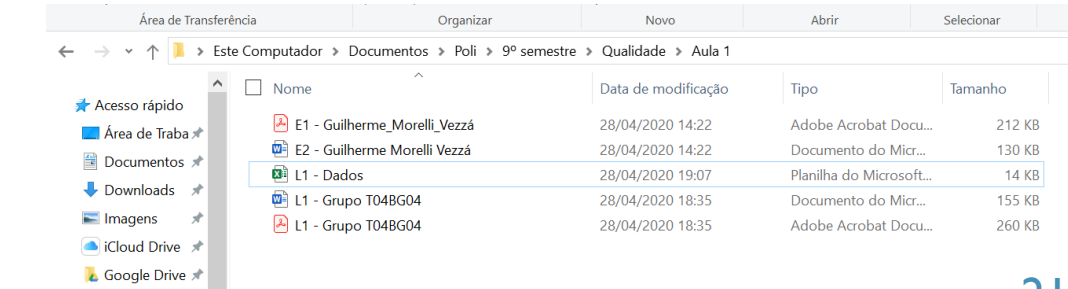 Área de Transferência Organizar Novo Abrir Selecionar
Este Computador > Documentos > Poli > 9º semestre > Qualidade > Aula 1
Nome Data de modificação Tipo Tamanho
Acesso rápido
Área de Traba
Documentos
Downloads
Imagens
iCloud Drive
Google Drive
E1 - Guilherme_Morelli_Vezzá 28/04/2020 14:22 Adobe Acrobat Docu... 212 KB
E2 - Guilherme Morelli Vezzá 28/04/2020 14:22 Documento do Micr... 130 KB
L1 - Dados 28/04/2020 19:07 Planilha do Microsoft... 14 KB
L1 - Grupo T04BG04 28/04/2020 18:35 Documento do Micr... 155 KB
L1 - Grupo T04BG04 28/04/2020 18:35 Adobe Acrobat Docu... 260 KB